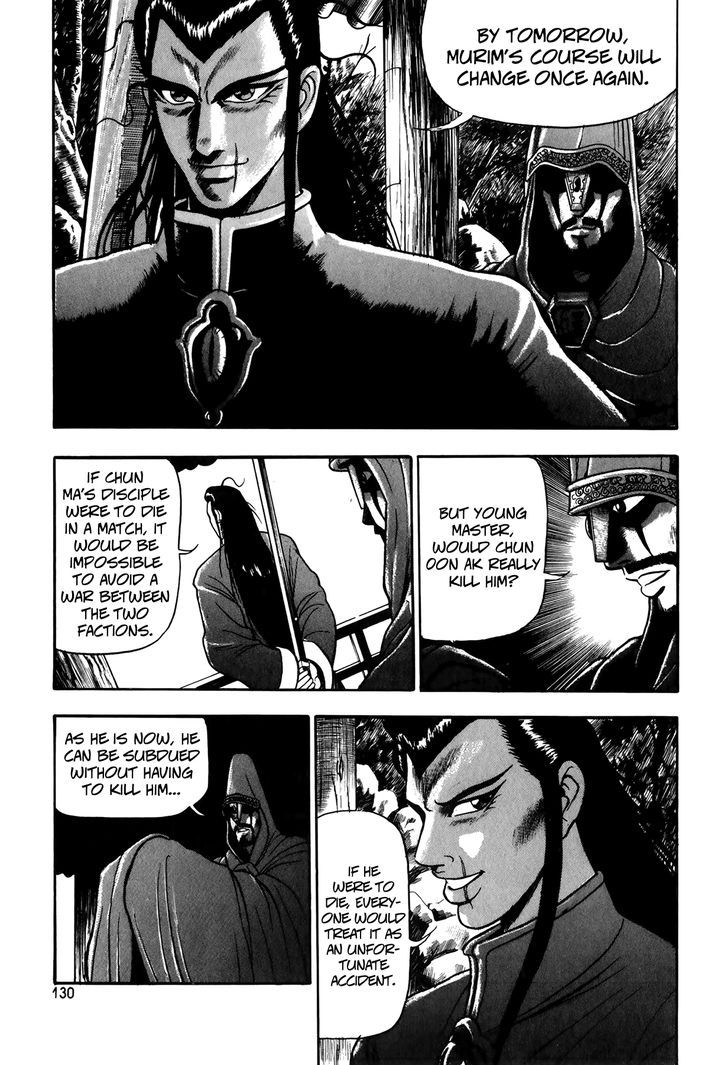 BY TOMORROW,
MURIM'S COURSE WILL
CHANGE ONCE AGAIN.
IF CHUN
MA'S DISCIPLE
WERE TO DIE
IN A MATCH, IT
WOULD BE
IMPOSSIBLE
TO AVOID A
WAR BETWEEN
THE TWO
FACTIONS.
BUT YOUNG
MASTER,
WOULD CHUN
OON AK REALLY
KILL HIM?
AS HE IS NOW, HE
CAN BE SUBDUED
WITHOUT HAVING
TO KILL HIM...
IF HE
WERE TO
DIE, EVERY-
ONE WOULD
TREAT IT AS
AN UNFOR-
TUNATE
ACCIDENT.
130